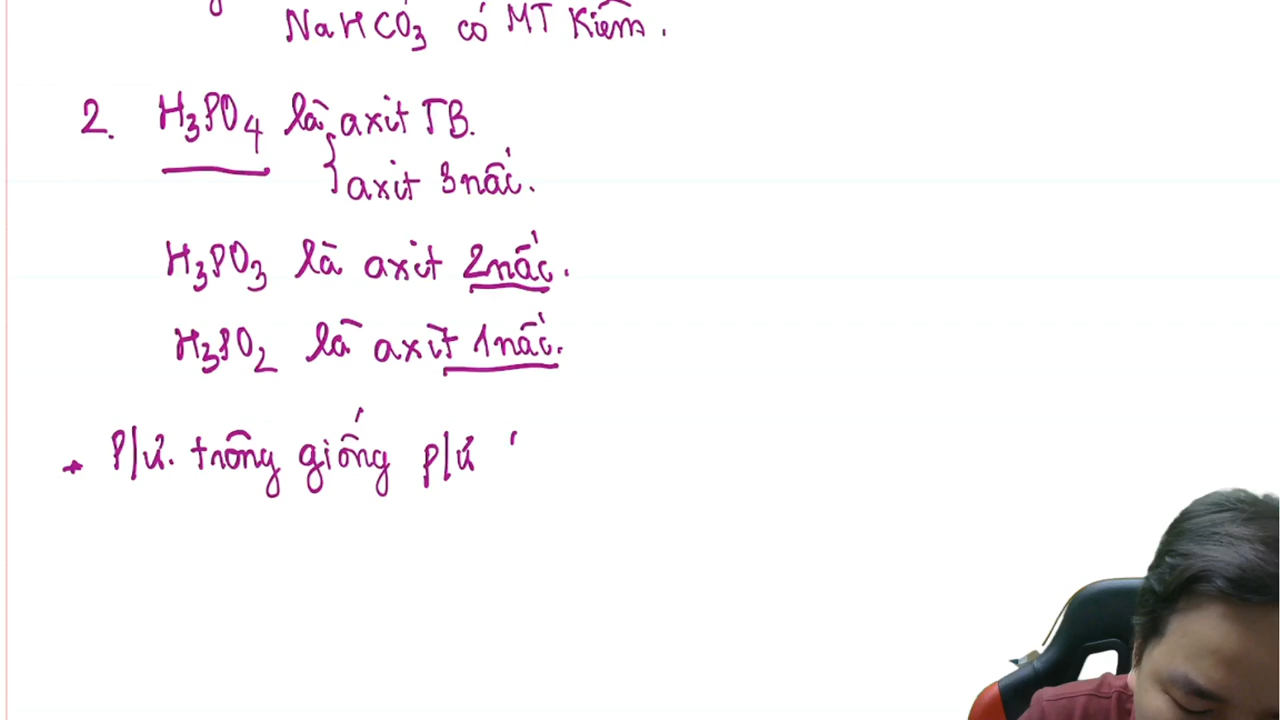 NaHCO3 có MT Kiềm.
2. H3PO4 là axit TB.
axit 3 nấc.
H3PO3 là axit 2 nấc.
H3PO2 là axit 1 nấc.
* P/ư. trông giống p/ư